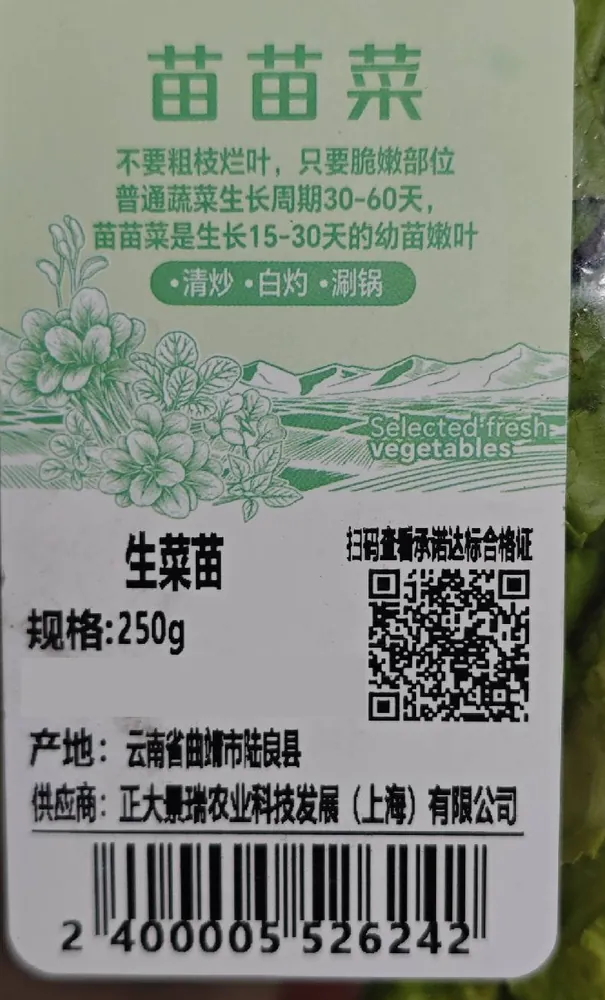 苗苗菜
不要粗枝烂叶，只要脆嫩部位
普通蔬菜生长周期30-60天，
苗苗菜是生长15-30天的幼苗嫩叶
·清炒 ·白灼 ·涮锅
Selected fresh
vegetables
生菜苗
扫码查看承诺达标合格证
规格:250g
产地：云南省曲靖市陆良县
供应商：正大景瑞农业科技发展（上海）有限公司
2 400005 526242